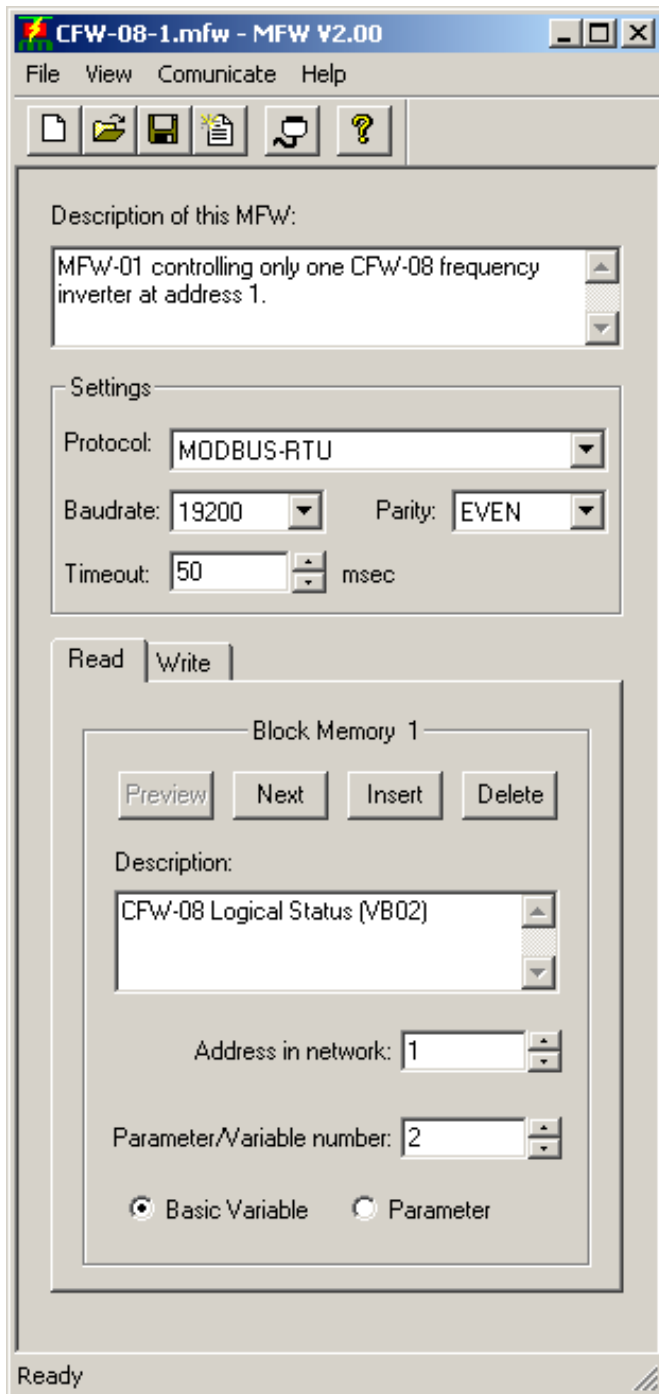 CFW-08-1.mfw - MFW V2.00
File View Comunicate Help
Description of this MFW:
MFW-01 controlling only one CFW-08 frequency
inverter at address 1.
Settings
Protocol: MODBUS-RTU
Baudrate: 19200 Parity: EVEN
Timeout: 50 msec
Read Write
Block Memory 1
Preview Next Insert Delete
Description:
CFW-08 Logical Status (VB02)
Address in network: 1
Parameter/Variable number: 2
Basic Variable Parameter
Ready